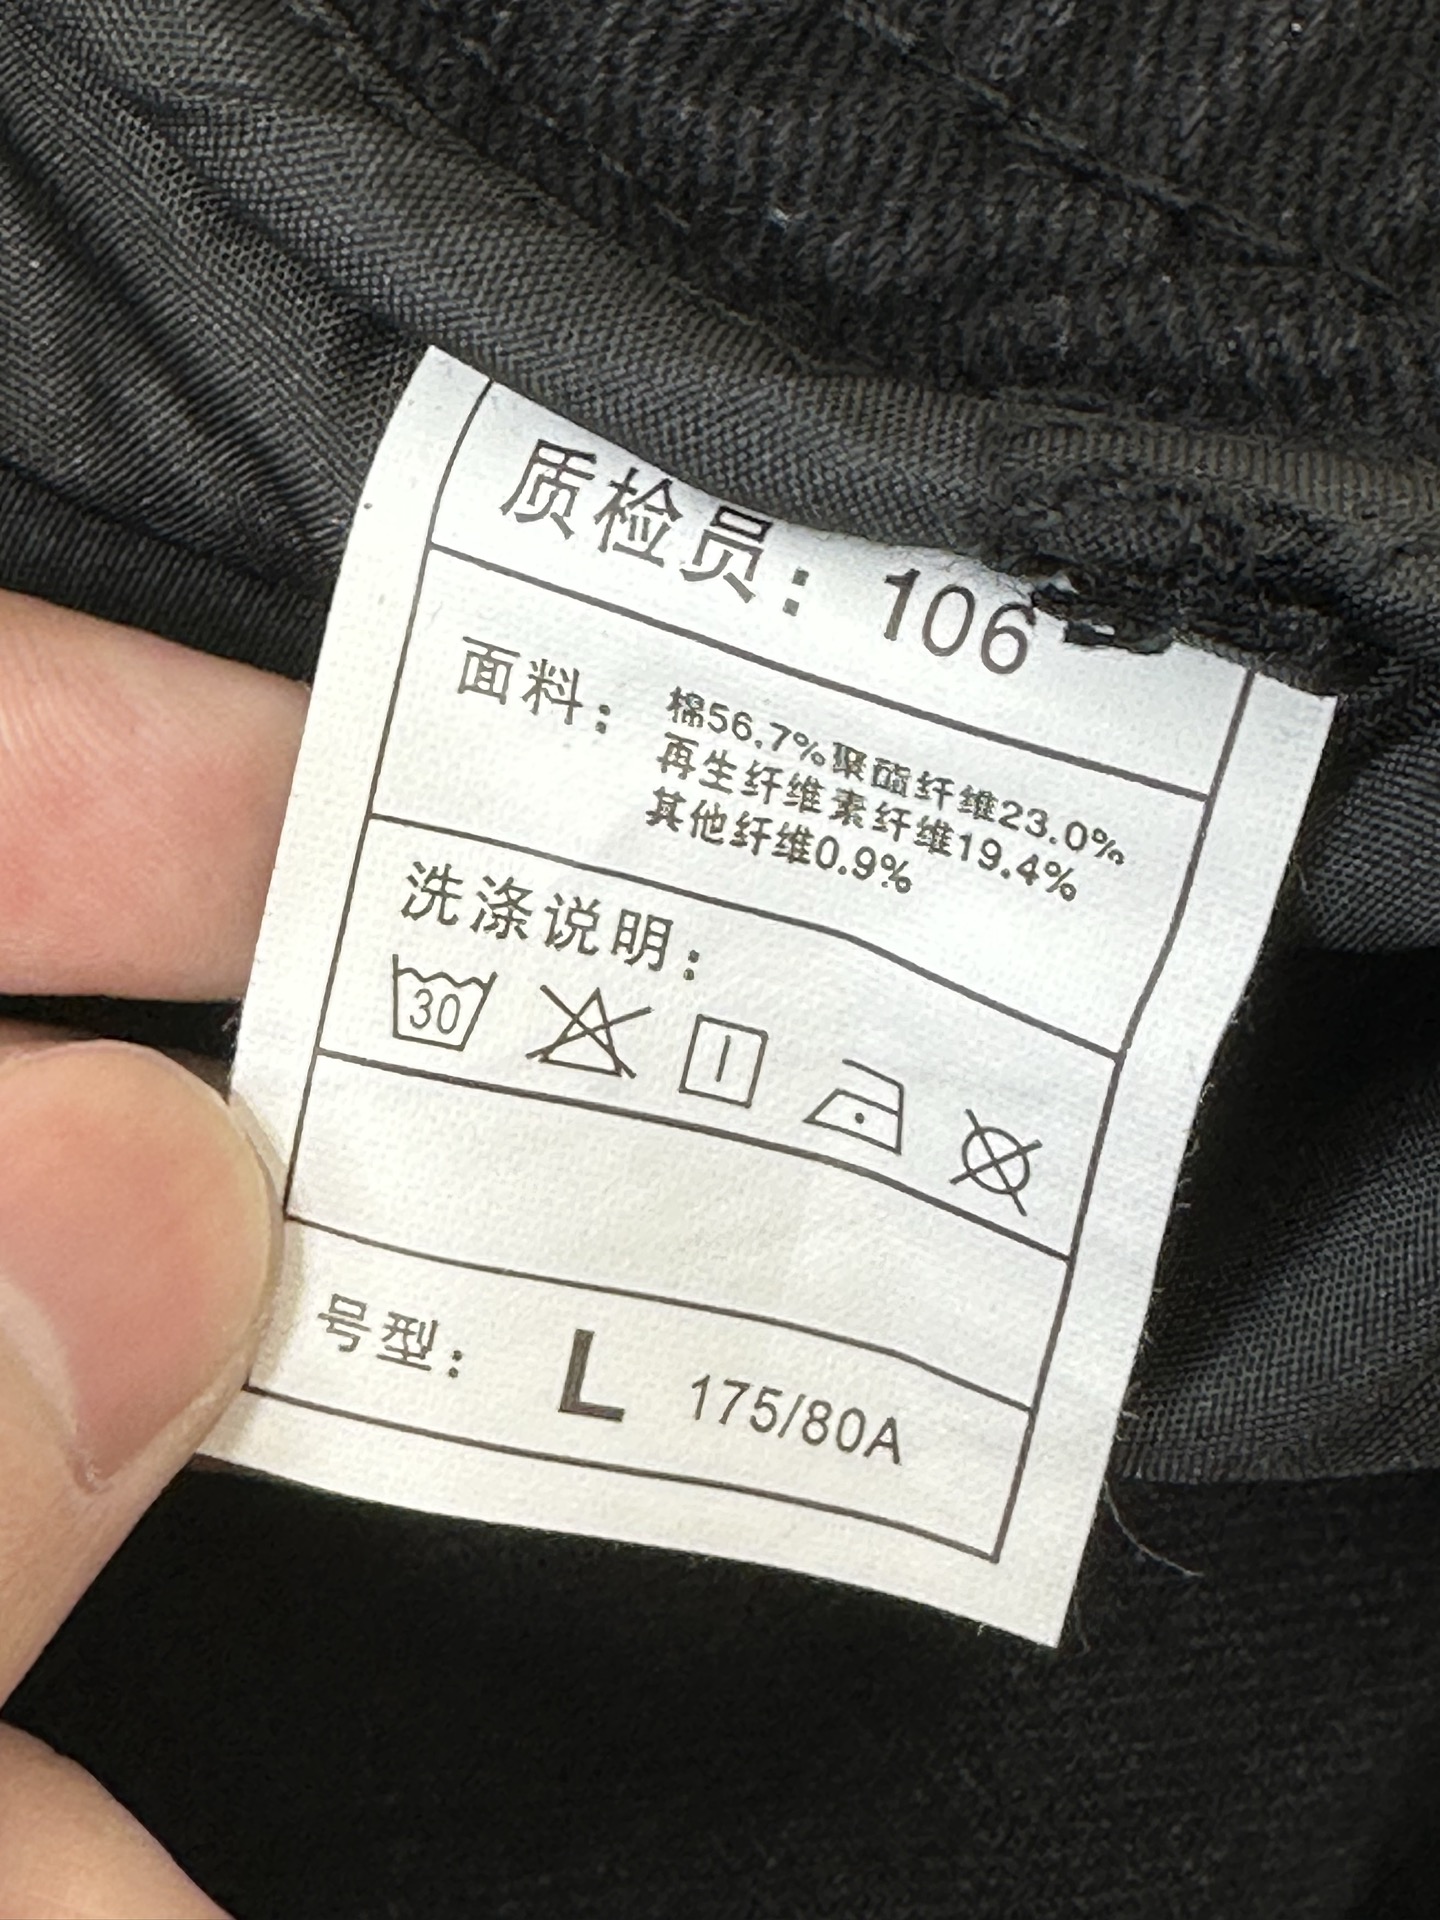 质检员：106
面料：棉56.7%聚酯纤维23.0%
再生纤维素纤维19.4%
其他纤维0.9%
洗涤说明：
30
号型：L 175/80A